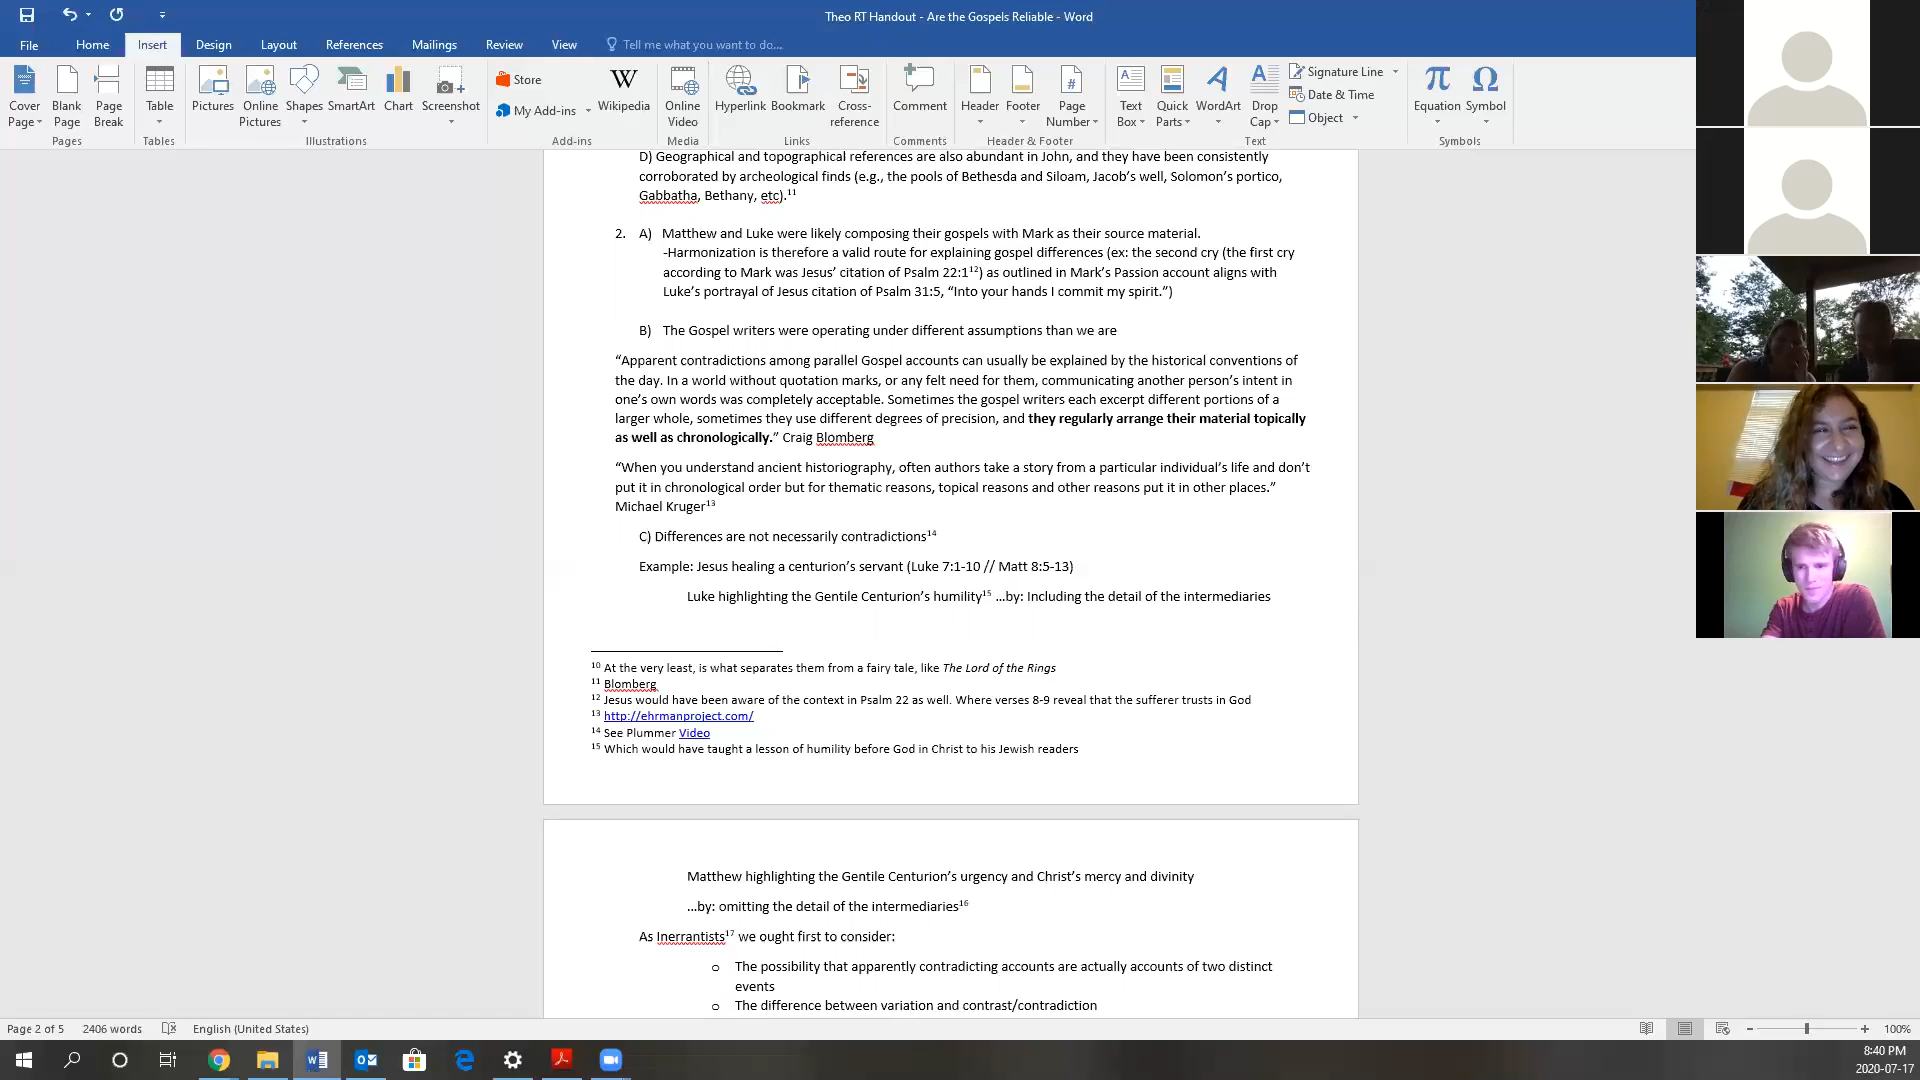 Theo RT Handout - Are the Gospels Reliable - Word
File Home Insert Design Layout References Mailings Review View Tell me what you want to do...
Cover Page
Blank Page
Page Break
Pages
Table
Tables
Pictures
Online Pictures
Shapes
SmartArt
Chart
Screenshot
Illustrations
Store
My Add-ins
W Wikipedia
Add-ins
Online Video
Media
Hyperlink
Bookmark
Cross-reference
Links
Comment
Comments
Header
Footer
# Page Number
Header & Footer
A Text Box
Quick Parts
A WordArt
A Drop Cap
Signature Line
Date & Time
Object
Text
π Equation
Ω Symbol
Symbols
D) Geographical and topographical references are also abundant in John, and they have been consistently
corroborated by archeological finds (e.g., the pools of Bethesda and Siloam, Jacob's well, Solomon's portico,
Gabbatha, Bethany, etc).11
2. A) Matthew and Luke were likely composing their gospels with Mark as their source material.
-Harmonization is therefore a valid route for explaining gospel differences (ex: the second cry (the first cry
according to Mark was Jesus' citation of Psalm 22:112) as outlined in Mark's Passion account aligns with
Luke's portrayal of Jesus citation of Psalm 31:5, “Into your hands I commit my spirit.”)
B) The Gospel writers were operating under different assumptions than we are
“Apparent contradictions among parallel Gospel accounts can usually be explained by the historical conventions of
the day. In a world without quotation marks, or any felt need for them, communicating another person's intent in
one's own words was completely acceptable. Sometimes the gospel writers each excerpt different portions of a
larger whole, sometimes they use different degrees of precision, and they regularly arrange their material topically
as well as chronologically.” Craig Blomberg
“When you understand ancient historiography, often authors take a story from a particular individual's life and don't
put it in chronological order but for thematic reasons, topical reasons and other reasons put it in other places.”
Michael Kruger13
C) Differences are not necessarily contradictions14
Example: Jesus healing a centurion's servant (Luke 7:1-10 // Matt 8:5-13)
Luke highlighting the Gentile Centurion's humility15 …by: Including the detail of the intermediaries
10 At the very least, is what separates them from a fairy tale, like The Lord of the Rings
11 Blomberg
12 Jesus would have been aware of the context in Psalm 22 as well. Where verses 8-9 reveal that the sufferer trusts in God
13 http://ehrmanproject.com/
14 See Plummer Video
15 Which would have taught a lesson of humility before God in Christ to his Jewish readers
Matthew highlighting the Gentile Centurion's urgency and Christ's mercy and divinity
…by: omitting the detail of the intermediaries16
As Inerrantists17 we ought first to consider:
o The possibility that apparently contradicting accounts are actually accounts of two distinct
events
o The difference between variation and contrast/contradiction
Page 2 of 5 2406 words English (United States) 100%
8:40 PM
2020-07-17